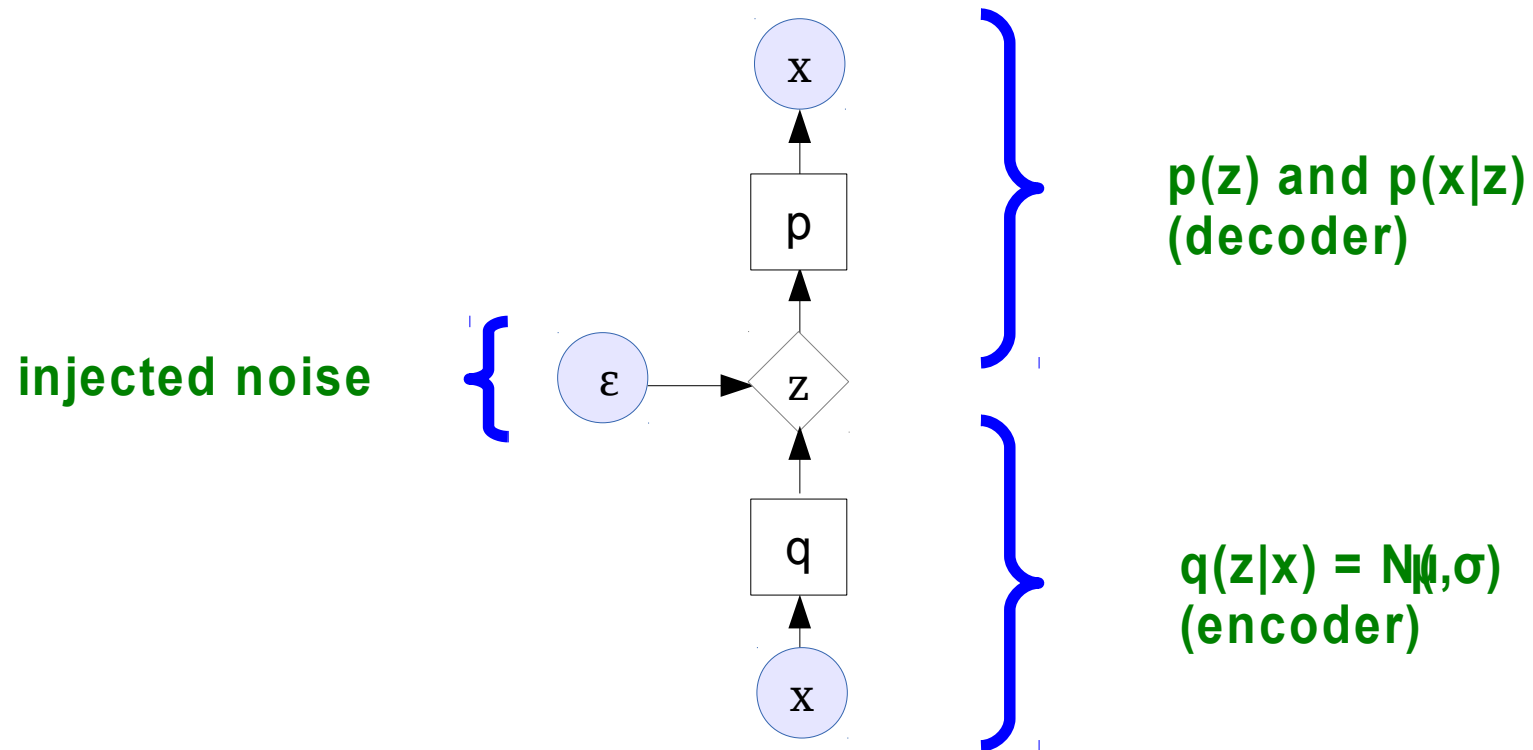 x
p(z) and p(x|z)
(decoder)
p
injected noise
ε
z
q
q(z|x) = N(μ,σ)
(encoder)
x